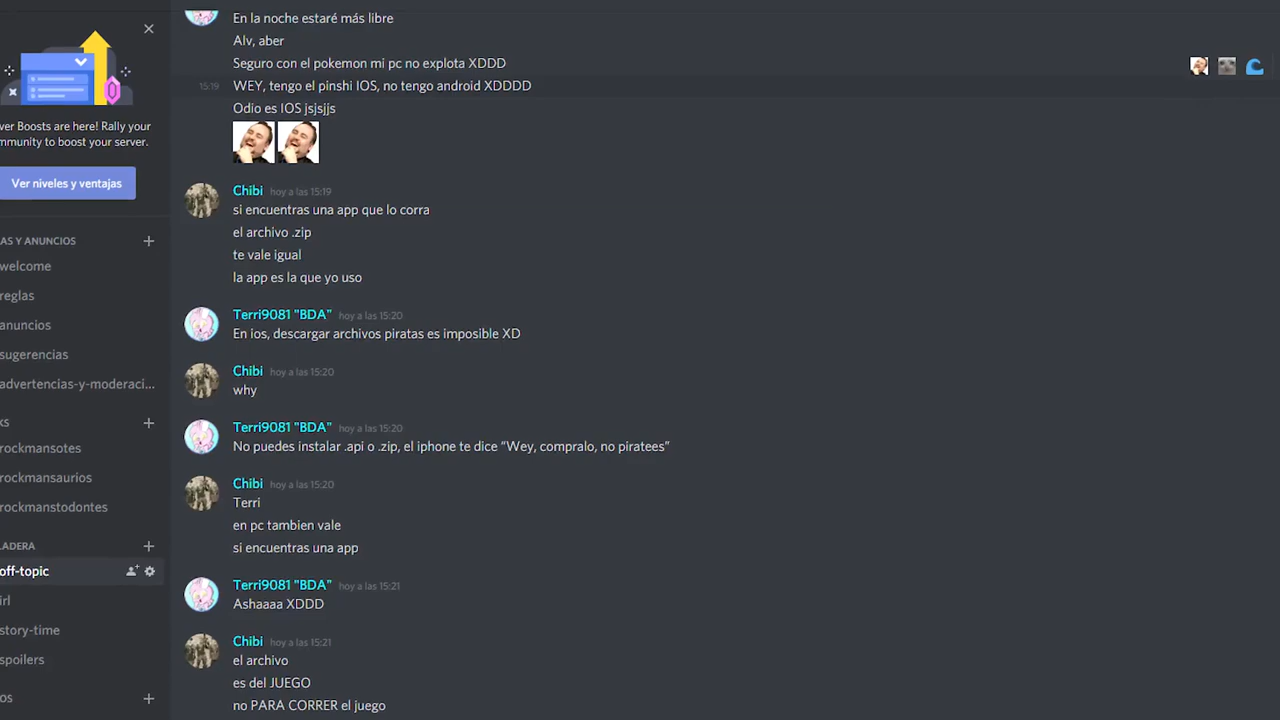 En la noche estaré más libre
Alv, aber
Seguro con el pokemon mi pc no explota XDDD
15:19 WEY, tengo el pinshi IOS, no tengo android XDDDD
Odio es IOS jsjsjjs
ver Boosts are here! Rally your
mmunity to boost your server.
Ver niveles y ventajas
Chibi hoy a las 15:19
si encuentras una app que lo corra
el archivo .zip
te vale igual
la app es la que yo uso
AS Y ANUNCIOS
welcome
reglas
anuncios
sugerencias
advertencias-y-moderaci...
KS
rockmansotes
rockmansaurios
rockmanstodontes
LADERA
off-topic
irl
story-time
spoilers
OS
Terri9081 "BDA" hoy a las 15:20
En ios, descargar archivos piratas es imposible XD
Chibi hoy a las 15:20
why
Terri9081 "BDA" hoy a las 15:20
No puedes instalar .api o .zip, el iphone te dice “Wey, compralo, no piratees”
Chibi hoy a las 15:20
Terri
en pc tambien vale
si encuentras una app
Terri9081 "BDA" hoy a las 15:21
Ashaaaa XDDD
Chibi hoy a las 15:21
el archivo
es del JUEGO
no PARA CORRER el juego